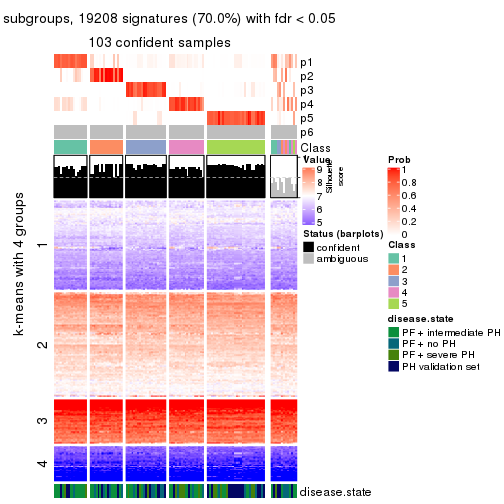 subgroups, 19208 signatures (70.0%) with fdr < 0.05
103 confident samples
p1
p2
p3
p4
p5
p6
Class
k-means with 4 groups
1
2
3
4
Value
9
8
7
6
5
Silhouette
score
Status (barplots)
confident
ambiguous
Prob
1
0.8
0.6
0.4
0.2
0
Class
1
2
3
4
5
disease.state
PF + intermediate PH
PF + no PH
PF + severe PH
PH validation set
disease.state